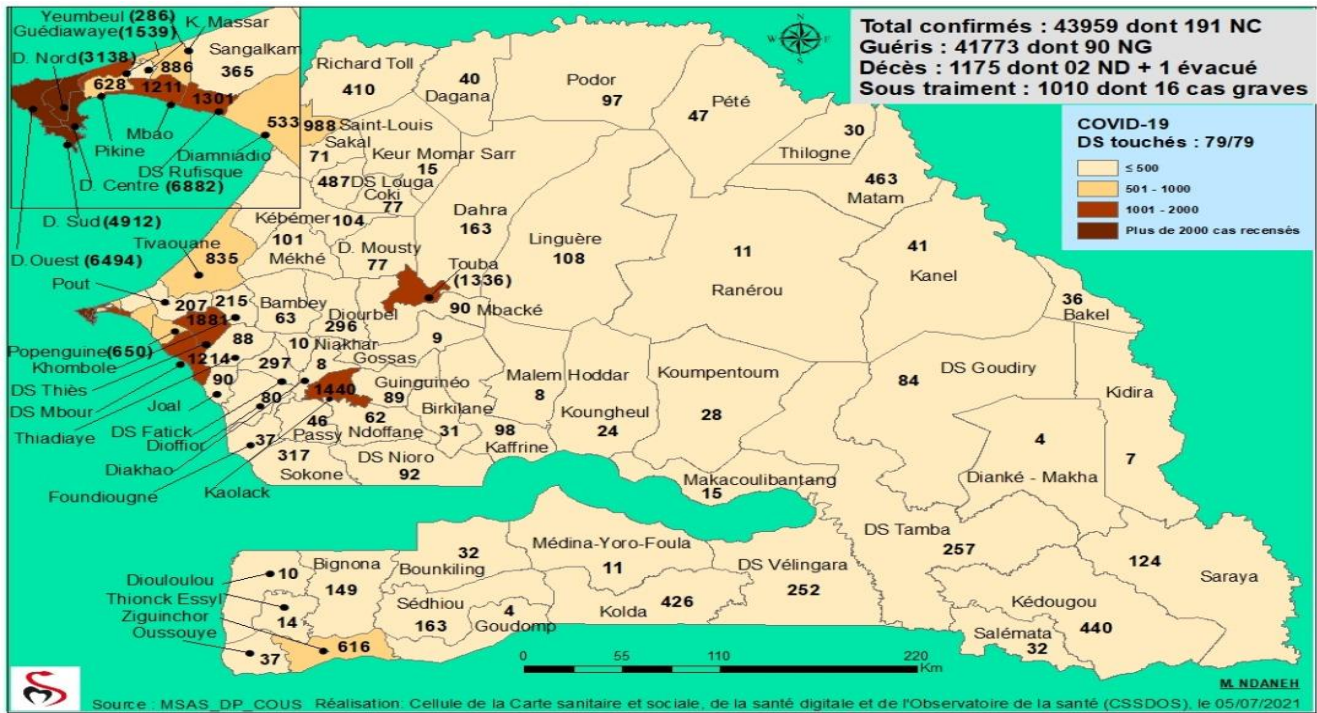 Yeumbeul (286)
Guédiawaye (1539)
K. Massar
D. Nord (3138)
Sangalkam
886
365
628
1211
1301
Mbao
Pikine
533
Diamniadio
DS Rufisque
D. Centre (6882)
D. Sud (4912)
D.Ouest (6494)
Total confirmés : 43959 dont 191 NC
Guéris : 41773 dont 90 NG
Décès : 1175 dont 02 ND + 1 évacué
Sous traiment : 1010 dont 16 cas graves
COVID-19
DS touchés : 79/79
≤ 500
501 - 1000
1001 - 2000
Plus de 2000 cas recensés
Richard Toll
410
40
Dagana
Podor
97
Pété
47
30
Thilogne
463
Matam
988
Saint-Louis
Sakal
71
Keur Momar Sarr
15
487
DS Louga
Coki
77
Kébémer
104
101
Mékhé
D. Mousty
77
Dahra
163
Linguère
108
11
Ranérou
41
Kanel
36
Bakel
Tivaouane
835
Touba
(1336)
90
Mbacké
Pout
207
215
Bambey
63
Diourbel
296
1881
88
10
Niakhar
Gossas
9
Popenguine (650)
Khombole
1214
297
8
DS Thiès
90
1440
Guinguinéo
89
DS Mbour
Joal
80
Thiadiaye
DS Fatick
46
Passy
62
Ndoffane
Birkilane
31
98
Kaffrine
Malem Hoddar
8
Koungheul
24
Koumpentoum
28
DS Goudiry
84
Kidira
7
4
Dianké - Makha
Dioffior
37
Diakhao
317
Sokone
DS Nioro
92
Foundiougne
Kaolack
Makacoulibantang
15
DS Tamba
257
124
Saraya
Kédougou
440
Salémata
32
Médina-Yoro-Foula
11
DS Vélingara
252
Kolda
426
32
Bounkiling
Bignona
149
Sédhiou
163
4
Goudomp
Diouloulou
10
Thionck Essyl
14
Ziguinchor
616
Oussouye
37
0 55 110 220
Km
M. NDANEH
Source : MSAS_DP_COUS Réalisation: Cellule de la Carte sanitaire et sociale, de la santé digitale et de l'Observatoire de la santé (CSSDOS), le 05/07/2021